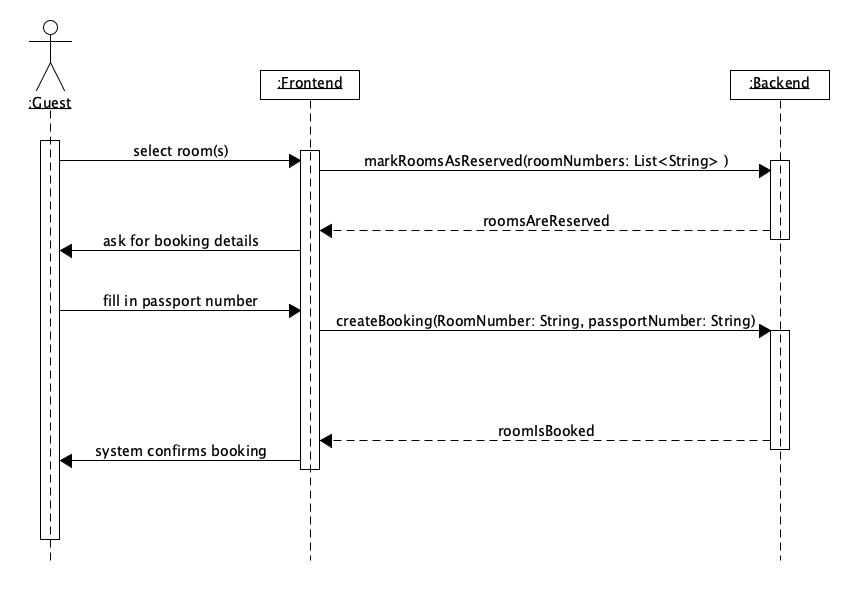 :Guest
:Frontend
:Backend
select room(s)
markRoomsAsReserved(roomNumbers: List<String> )
roomsAreReserved
ask for booking details
fill in passport number
createBooking(RoomNumber: String, passportNumber: String)
roomIsBooked
system confirms booking